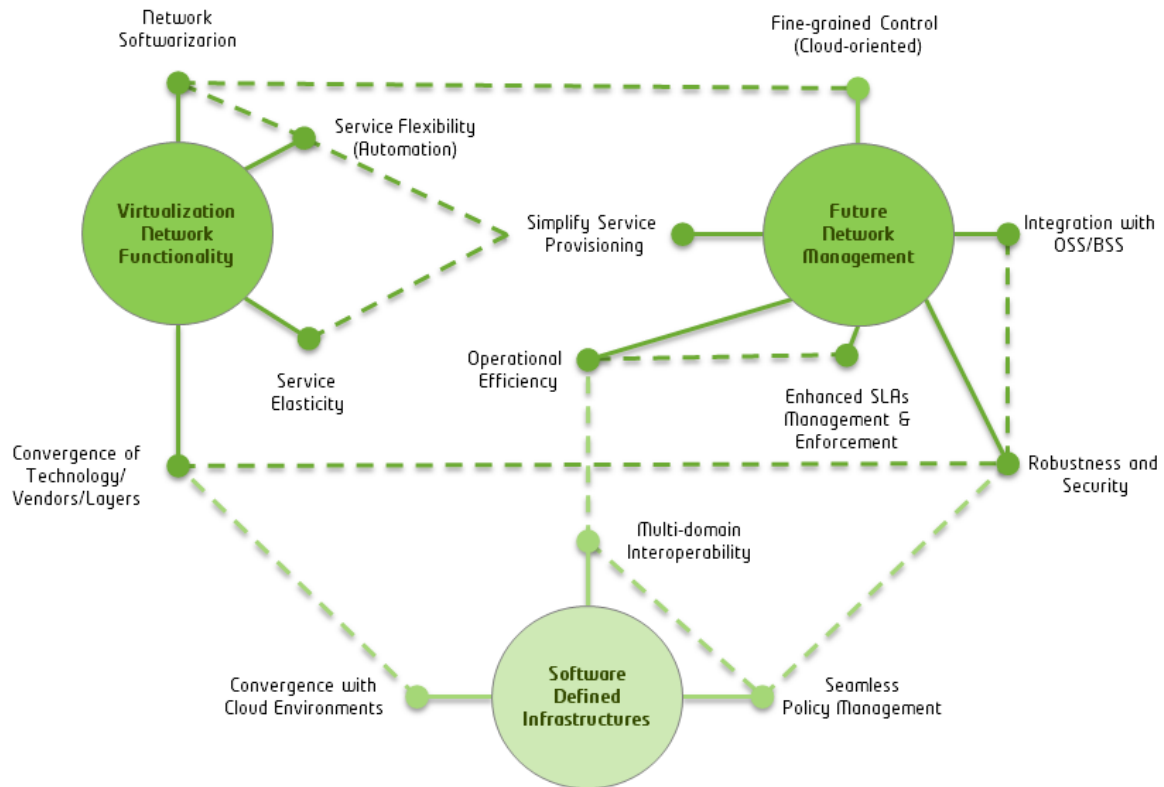 Network
Softwarizarion
Fine-grained Control
(Cloud-oriented)
Service Flexibility
(Automation)
Virtualization
Network
Functionality
Simplify Service
Provisioning
Future
Network
Management
Integration with
OSS/BSS
Service
Elasticity
Operational
Efficiency
Enhanced SLAs
Management &
Enforcement
Convergence of
Technology/
Vendors/Layers
Robustness and
Security
Multi-domain
Interoperability
Convergence with
Cloud Environments
Software
Defined
Infrastructures
Seamless
Policy Management